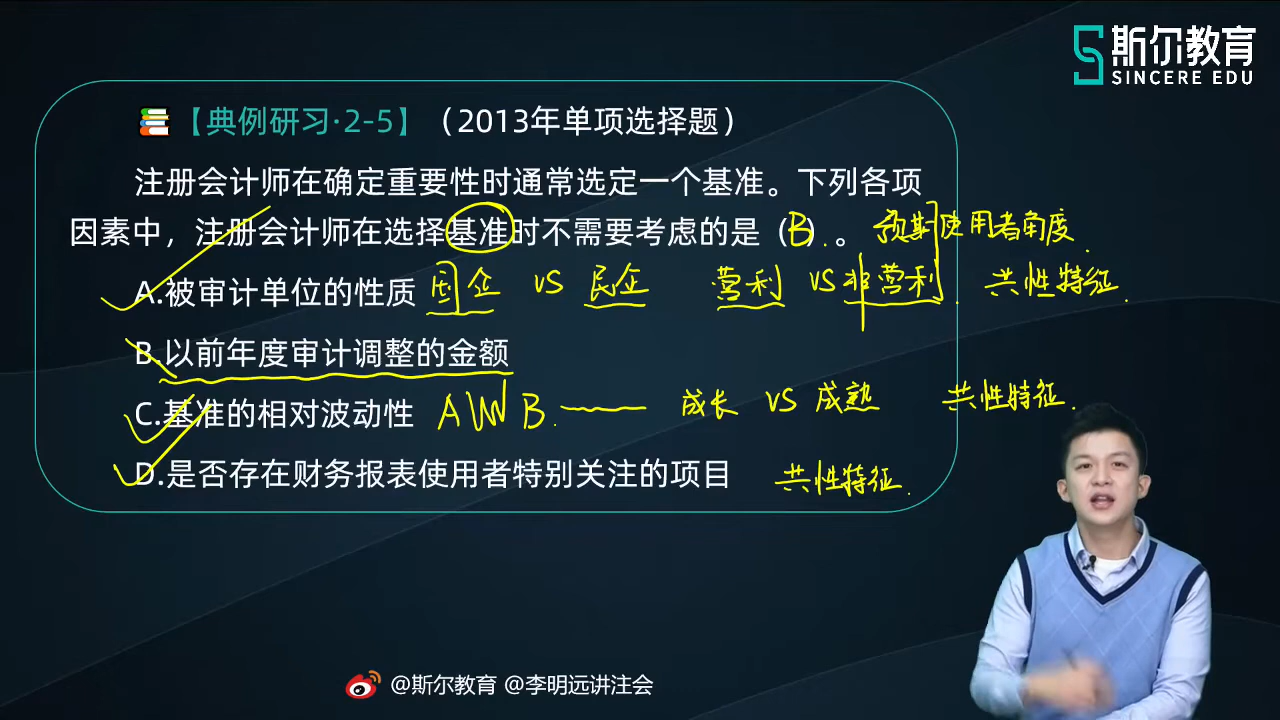 斯尔教育
SINCERE EDU
【典例研习·2-5】（2013年单项选择题）
注册会计师在确定重要性时通常选定一个基准。下列各项
因素中，注册会计师在选择基准时不需要考虑的是（B）。 预期使用者角度.
A.被审计单位的性质 国企 VS 民企 营利 VS 非营利. 共性特征.
B.以前年度审计调整的金额
C.基准的相对波动性 A B. 成长 VS 成熟 共性特征.
D.是否存在财务报表使用者特别关注的项目 共性特征.
@斯尔教育 @李明远讲注会